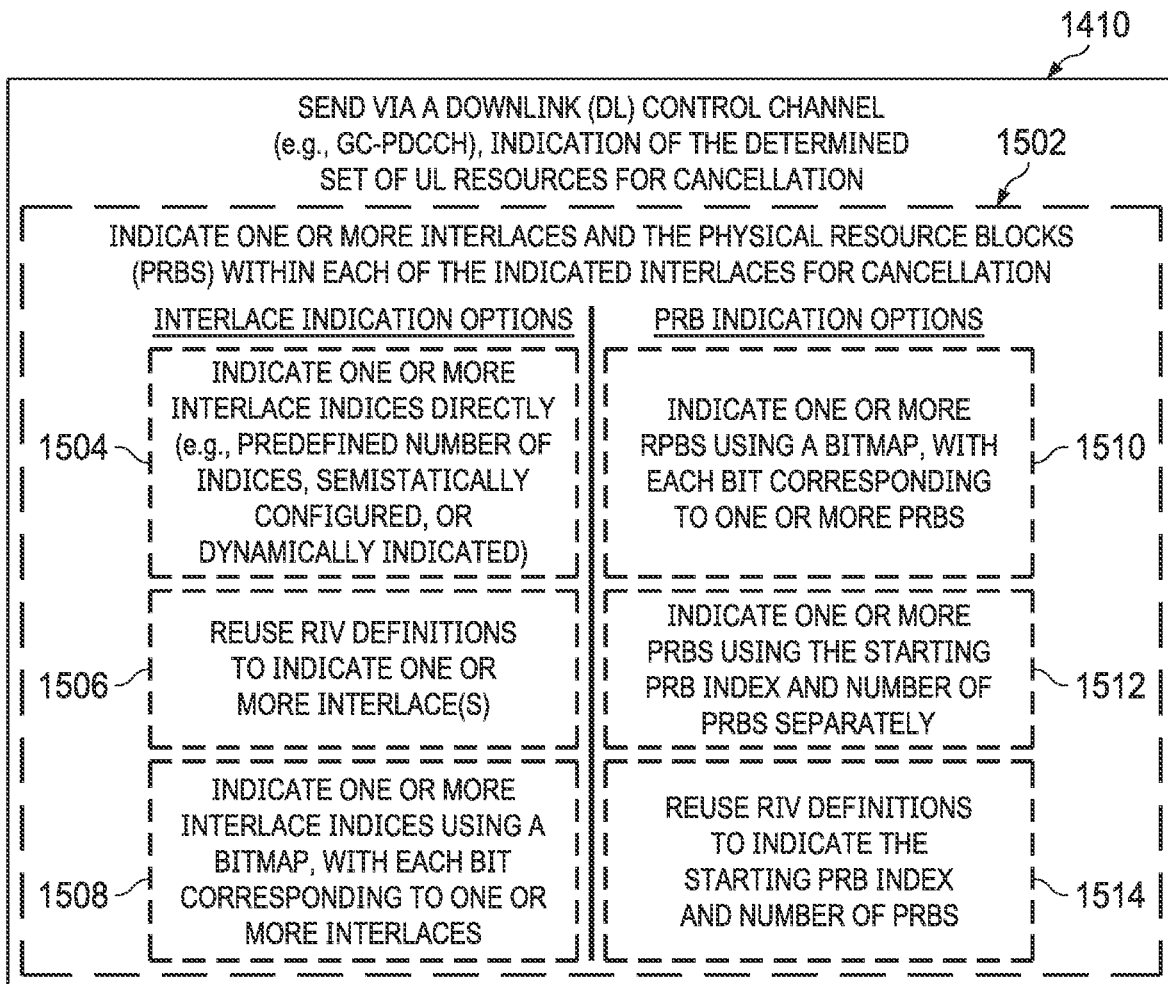 1410
SEND VIA A DOWNLINK (DL) CONTROL CHANNEL
(e.g., GC-PDCCH), INDICATION OF THE DETERMINED
SET OF UL RESOURCES FOR CANCELLATION
1502
INDICATE ONE OR MORE INTERLACES AND THE PHYSICAL RESOURCE BLOCKS
(PRBS) WITHIN EACH OF THE INDICATED INTERLACES FOR CANCELLATION
INTERLACE INDICATION OPTIONS
1504
INDICATE ONE OR MORE
INTERLACE INDICES DIRECTLY
(e.g., PREDEFINED NUMBER OF
INDICES, SEMISTATICALLY
CONFIGURED, OR
DYNAMICALLY INDICATED)
1506
REUSE RIV DEFINITIONS
TO INDICATE ONE OR
MORE INTERLACE(S)
1508
INDICATE ONE OR MORE
INTERLACE INDICES USING A
BITMAP, WITH EACH BIT
CORRESPONDING TO ONE OR
MORE INTERLACES
PRB INDICATION OPTIONS
INDICATE ONE OR MORE
RPBS USING A BITMAP, WITH
EACH BIT CORRESPONDING
TO ONE OR MORE PRBS
1510
INDICATE ONE OR MORE
PRBS USING THE STARTING
PRB INDEX AND NUMBER OF
PRBS SEPARATELY
1512
REUSE RIV DEFINITIONS
TO INDICATE THE
STARTING PRB INDEX
AND NUMBER OF PRBS
1514